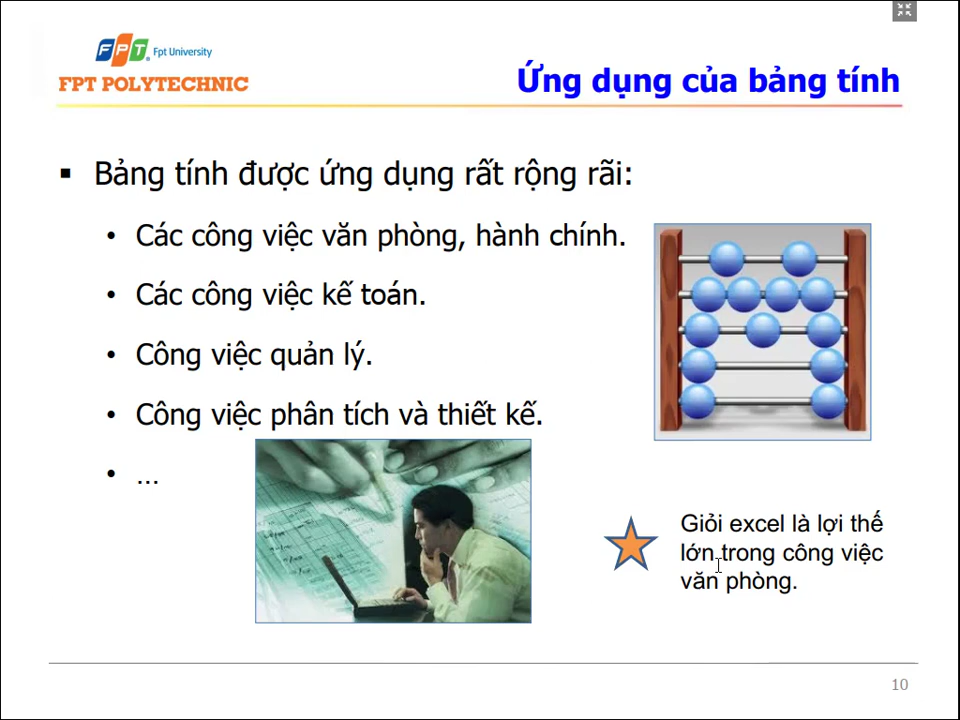 FPT Fpt University
FPT POLYTECHNIC
Ứng dụng của bảng tính
▪ Bảng tính được ứng dụng rất rộng rãi:
• Các công việc văn phòng, hành chính.
• Các công việc kế toán.
• Công việc quản lý.
• Công việc phân tích và thiết kế.
• ...
Giỏi excel là lợi thế
lớn trong công việc
văn phòng.
10